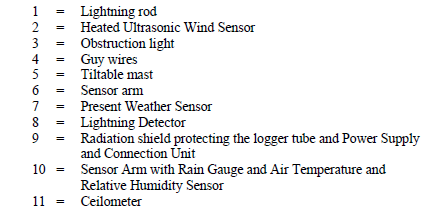 1 = Lightning rod
2 = Heated Ultrasonic Wind Sensor
3 = Obstruction light
4 = Guy wires
5 = Tiltable mast
6 = Sensor arm
7 = Present Weather Sensor
8 = Lightning Detector
9 = Radiation shield protecting the logger tube and Power Supply
and Connection Unit
10 = Sensor Arm with Rain Gauge and Air Temperature and
Relative Humidity Sensor
11 = Ceilometer